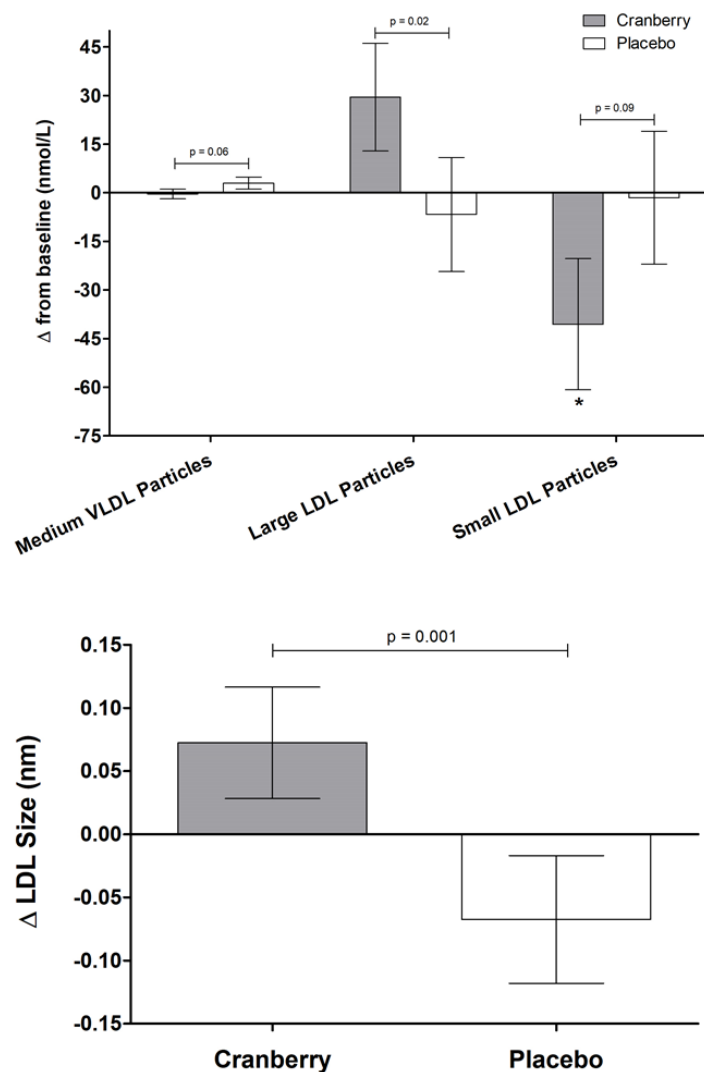 Cranberry
Placebo
p = 0.02
p = 0.09
p = 0.06
Δ from baseline (nmol/L)
45
30
15
0
-15
-30
-45
-60
-75
*
Medium VLDL Particles
Large LDL Particles
Small LDL Particles
p = 0.001
Δ LDL Size (nm)
0.15
0.10
0.05
0.00
-0.05
-0.10
-0.15
Cranberry
Placebo